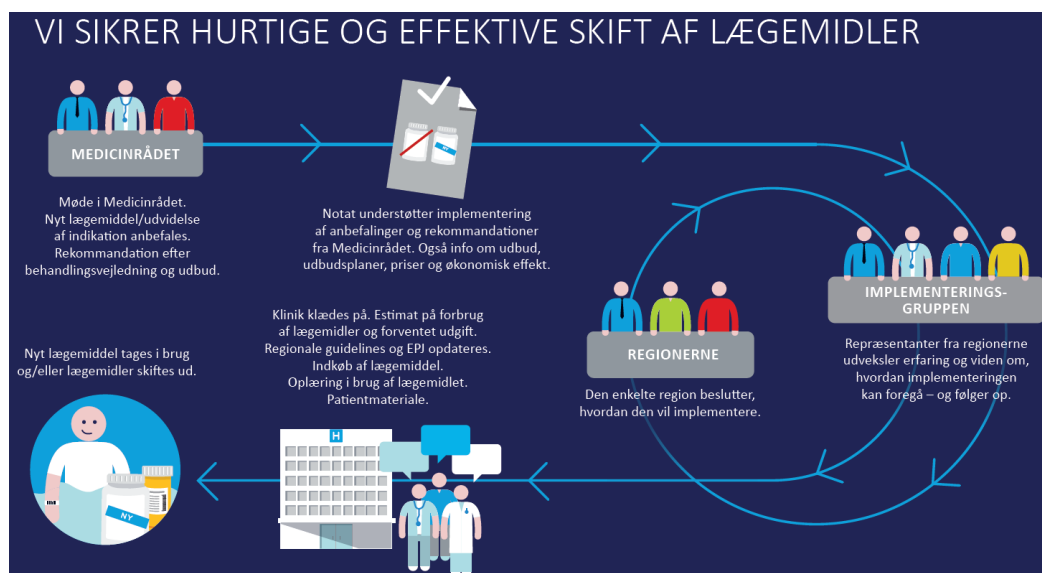 VI SIKRER HURTIGE OG EFFEKTIVE SKIFT AF LÆGEMIDLER
MEDICINRÅDET
Møde i Medicinrådet.
Nyt lægemiddel/udvidelse
af indikation anbefales.
Rekommandation efter
behandlingsvejledning og udbud.
NY
Notat understøtter implementering
af anbefalinger og rekommandationer
fra Medicinrådet. Også info om udbud,
udbudsplaner, priser og økonomisk effekt.
IMPLEMENTERINGS-
GRUPPEN
Repræsentanter fra regionerne
udveksler erfaring og viden om,
hvordan implementeringen
kan foregå – og følger op.
REGIONERNE
Den enkelte region beslutter,
hvordan den vil implementere.
Klinik klædes på. Estimat på forbrug
af lægemidler og forventet udgift.
Regionale guidelines og EPJ opdateres.
Indkøb af lægemiddel.
Oplæring i brug af lægemidlet.
Patientmateriale.
H
Nyt lægemiddel tages i brug
og/eller lægemidler skiftes ud.
NY